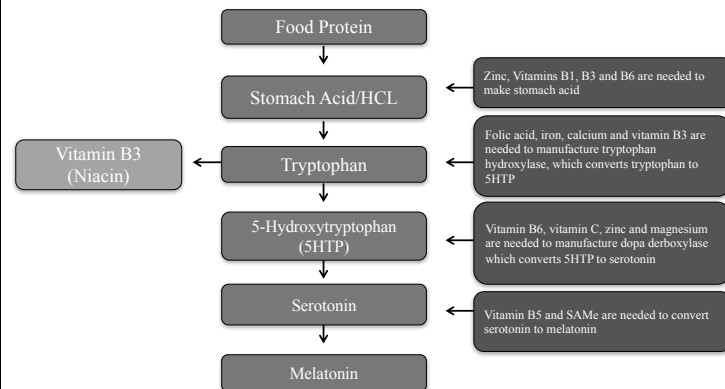 Food Protein
Stomach Acid/HCL
Zinc, Vitamins B1, B3 and B6 are needed to
make stomach acid
Vitamin B3
(Niacin)
Tryptophan
Folic acid, iron, calcium and vitamin B3 are
needed to manufacture tryptophan
hydroxylase, which converts tryptophan to
5HTP
5-Hydroxytryptophan
(5HTP)
Vitamin B6, vitamin C, zinc and magnesium
are needed to manufacture dopa derboxylase
which converts 5HTP to serotonin
Serotonin
Vitamin B5 and SAMe are needed to convert
serotonin to melatonin
Melatonin